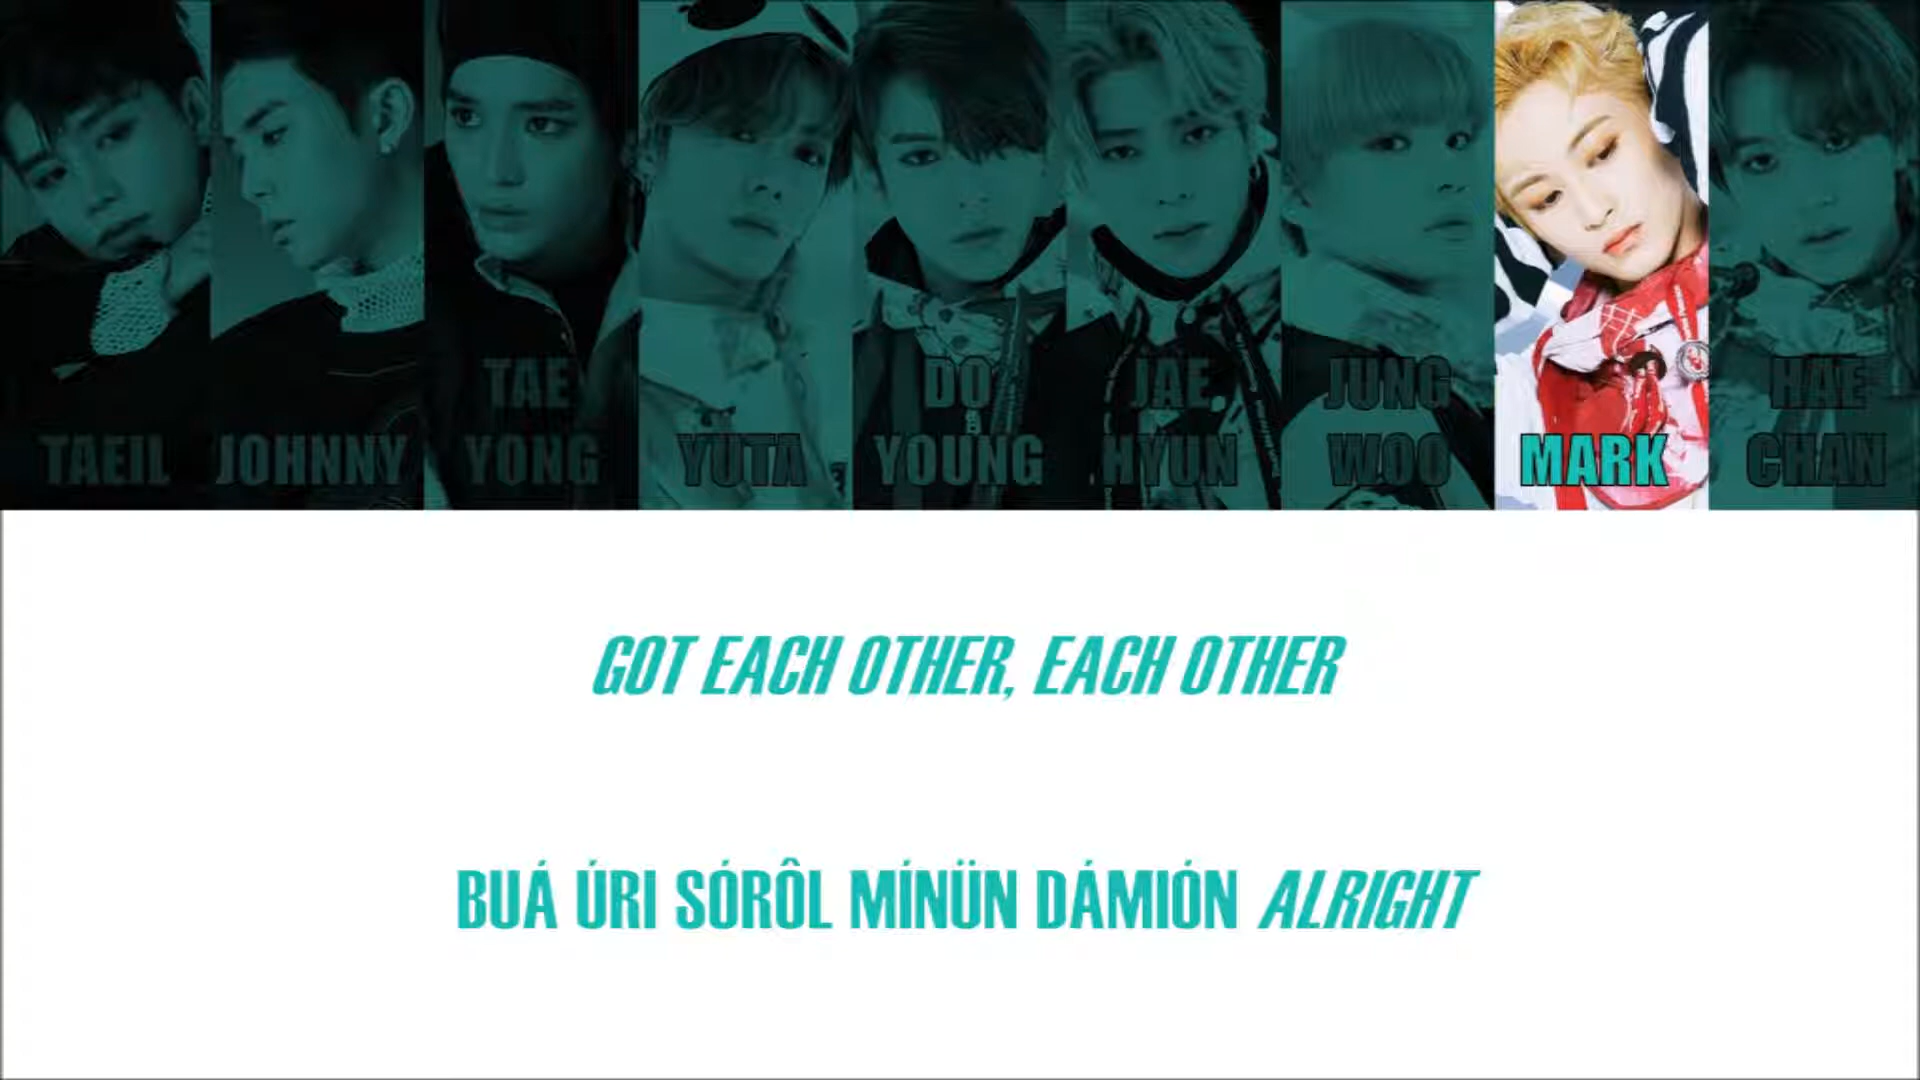 TAEIL
JOHNNY
TAE
YONG
YUTA
DO
YOUNG
JAE
HYUN
JUNG
WOO
MARK
HAE
CHAN
GOT EACH OTHER, EACH OTHER
BUÁ ÚRI SÓRÔL MÍNÜN DÁMIÓN ALRIGHT